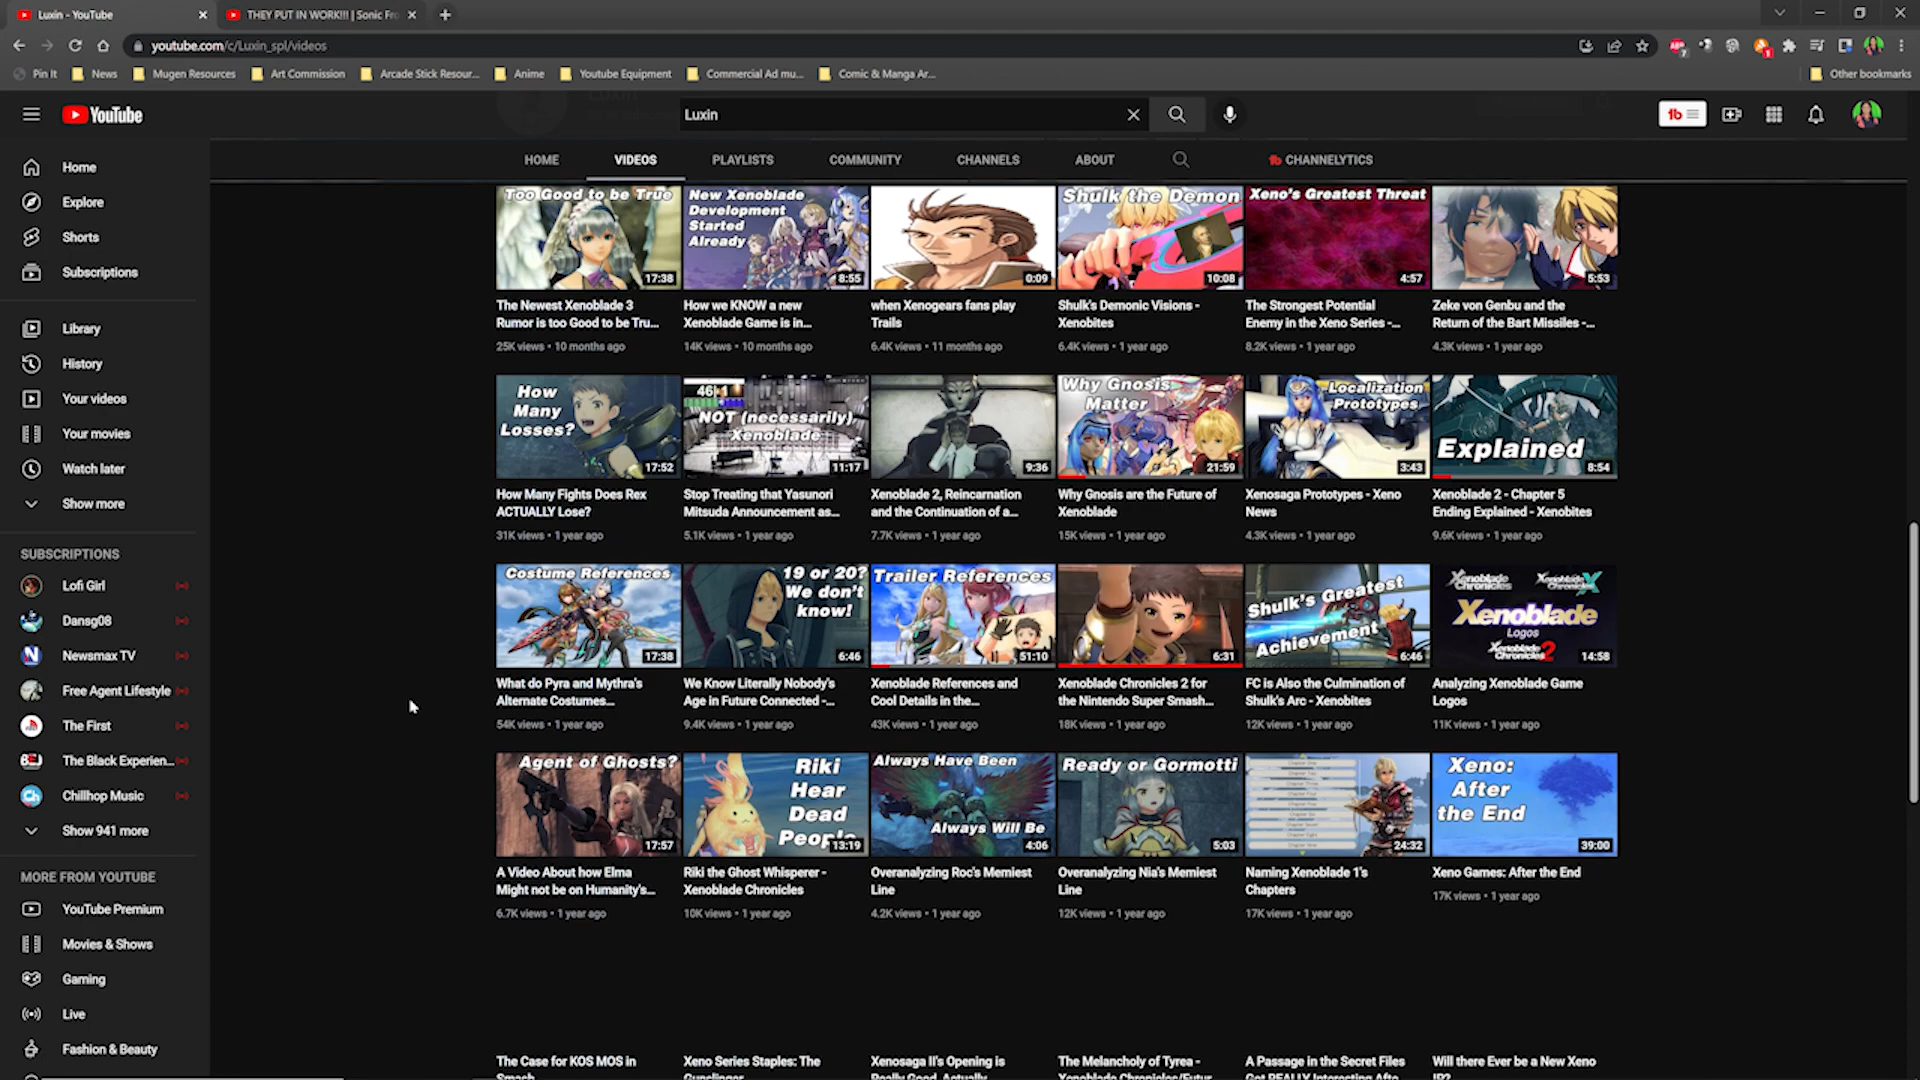 Luxin - YouTube
THEY PUT IN WORK!!! | Sonic Fro
youtube.com/c/Luxin_spl/videos
Pin It
News
Mugen Resources
Art Commission
Arcade Stick Resour...
Anime
Youtube Equipment
Commercial Ad mu...
Comic & Manga Ar...
Other bookmarks
YouTube
Luxin
HOME
VIDEOS
PLAYLISTS
COMMUNITY
CHANNELS
ABOUT
CHANNELYTICS
Home
Explore
Shorts
Subscriptions
Library
History
Your videos
Your movies
Watch later
Show more
SUBSCRIPTIONS
Lofi Girl
Dansg08
Newsmax TV
Free Agent Lifestyle
The First
The Black Experien...
Chillhop Music
Show 941 more
MORE FROM YOUTUBE
YouTube Premium
Movies & Shows
Gaming
Live
Fashion & Beauty
Too Good to be True
17:38
The Newest Xenoblade 3
Rumor is too Good to be Tru...
25K views • 10 months ago
New Xenoblade
Development
Started
Already
8:55
How we KNOW a new
Xenoblade Game is in...
14K views • 10 months ago
0:09
when Xenogears fans play
Trails
6.4K views • 11 months ago
Shulk the Demon
10:08
Shulk's Demonic Visions -
Xenobites
6.4K views • 1 year ago
Xeno's Greatest Threat
4:57
The Strongest Potential
Enemy in the Xeno Series -...
8.2K views • 1 year ago
5:53
Zeke von Genbu and the
Return of the Bart Missiles -...
4.3K views • 1 year ago
How
Many
Losses?
17:52
How Many Fights Does Rex
ACTUALLY Lose?
31K views • 1 year ago
NOT (necessarily)
Xenoblade
11:17
Stop Treating that Yasunori
Mitsuda Announcement as...
5.1K views • 1 year ago
9:36
Xenoblade 2, Reincarnation
and the Continuation of a...
7.7K views • 1 year ago
Why Gnosis
Matter
21:59
Why Gnosis are the Future of
Xenoblade
15K views • 1 year ago
Localization
Prototypes
3:43
Xenosaga Prototypes - Xeno
News
4.3K views • 1 year ago
Explained
8:54
Xenoblade 2 - Chapter 5
Ending Explained - Xenobites
9.6K views • 1 year ago
Costume References
17:38
What do Pyra and Mythra's
Alternate Costumes...
54K views • 1 year ago
19 or 20?
We don't
know!
6:46
We Know Literally Nobody's
Age in Future Connected -...
9.4K views • 1 year ago
Trailer References
51:10
Xenoblade References and
Cool Details in the...
43K views • 1 year ago
6:31
Xenoblade Chronicles 2 for
the Nintendo Super Smash...
18K views • 1 year ago
Shulk's Greatest
Achievement
6:46
FC is Also the Culmination of
Shulk's Arc - Xenobites
12K views • 1 year ago
Xenoblade Chronicles
Xenoblade Chronicles X
Xenoblade
Logos
Xenoblade Chronicles 2
14:58
Analyzing Xenoblade Game
Logos
11K views • 1 year ago
Agent of Ghosts?
17:57
A Video About how Elma
Might not be on Humanity's...
6.7K views • 1 year ago
Riki
Hear
Dead
People
13:19
Riki the Ghost Whisperer -
Xenoblade Chronicles
10K views • 1 year ago
Always Have Been
Always Will Be
4:06
Overanalyzing Roc's Memiest
Line
4.2K views • 1 year ago
Ready or Gormotti
5:03
Overanalyzing Nia's Memiest
Line
12K views • 1 year ago
24:32
Naming Xenoblade 1's
Chapters
17K views • 1 year ago
Xeno:
After
the End
39:00
Xeno Games: After the End
17K views • 1 year ago
The Case for KOS MOS in
Smash
Xeno Series Staples: The
Gunslinger
Xenosaga II's Opening is
Really Good, Actually
The Melancholy of Tyrea -
Xenoblade Chronicles/Futur
A Passage in the Secret Files
Got REALLY Interesting Afte
Will there Ever be a New Xeno
IP?